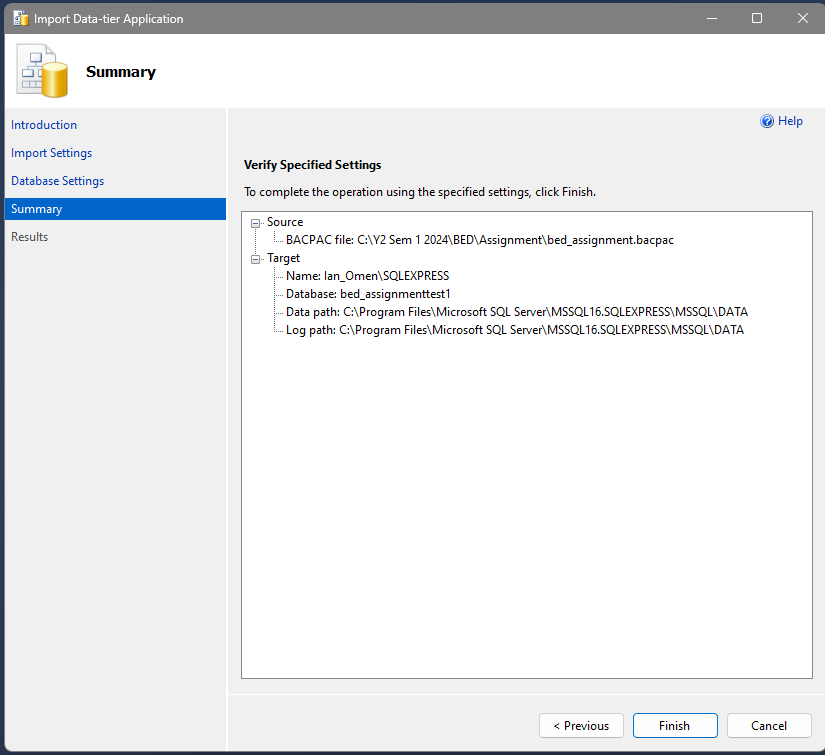 Import Data-tier Application
Summary
Introduction
Import Settings
Database Settings
Summary
Results
Help
Verify Specified Settings
To complete the operation using the specified settings, click Finish.
Source
BACPAC file: C:\Y2 Sem 1 2024\BED\Assignment\bed_assignment.bacpac
Target
Name: Ian_Omen\SQLEXPRESS
Database: bed_assignmenttest1
Data path: C:\Program Files\Microsoft SQL Server\MSSQL16.SQLEXPRESS\MSSQL\DATA
Log path: C:\Program Files\Microsoft SQL Server\MSSQL16.SQLEXPRESS\MSSQL\DATA
< Previous
Finish
Cancel